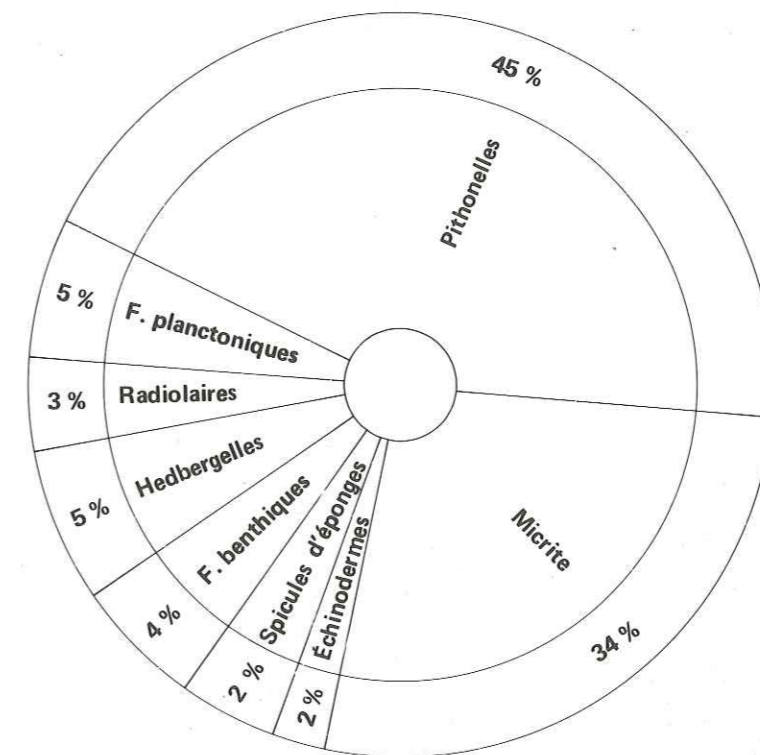 45 %
Pithonelles
5 %
F. planctoniques
3 %
Radiolaires
5 %
Hedbergelles
4 %
F. benthiques
2 %
Spicules d'éponges
2 %
Échinodermes
34 %
Micrite